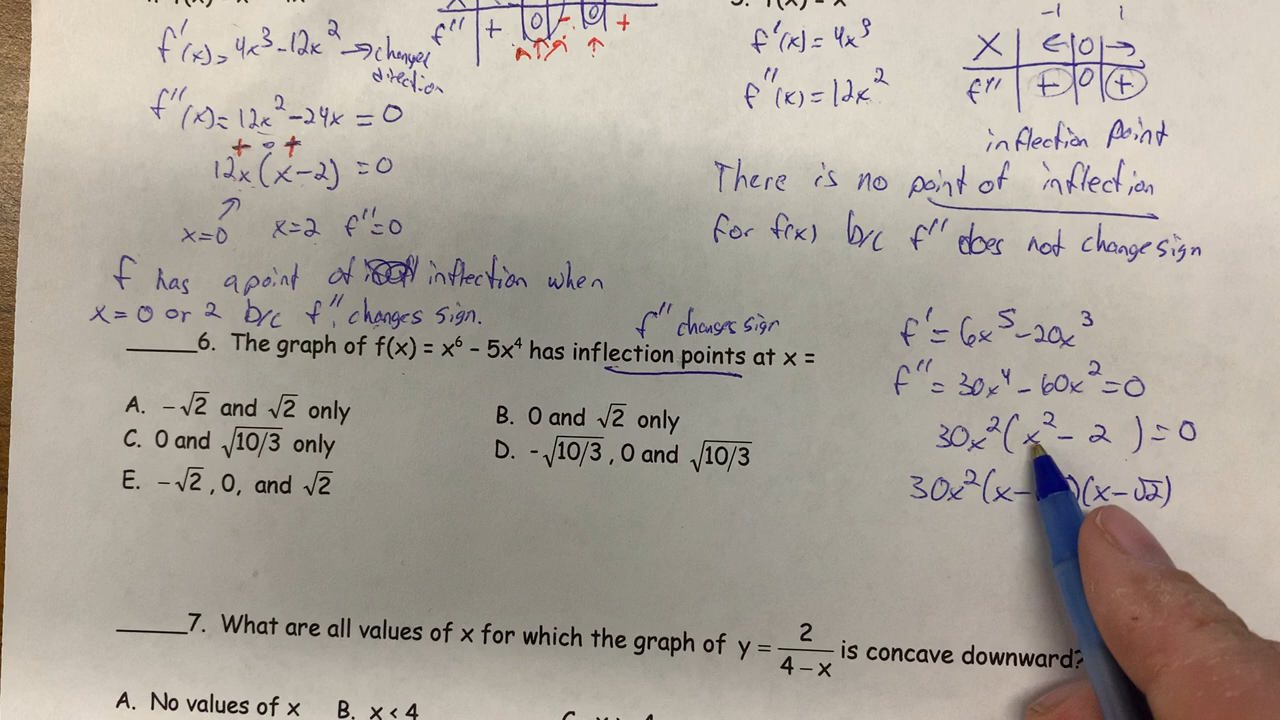 f'(x) = 4x³ - 12x² → changes direction
f''(x) = 12x² - 24x = 0
+ - +
12x(x - 2) = 0
x=0 x=2 f''=0
f has a point of inflection when
x = 0 or 2 b/c f'' changes sign.
f'' + 0 - 0 +
f'(x) = 4x³
f''(x) = 12x²
-1 1
X ← 0 →
f'' + 0 +
inflection point
There is no point of inflection
for f(x) b/c f'' does not change sign
f'' changes sign
_____6. The graph of f(x) = x⁶ – 5x⁴ has inflection points at x =
A. -√2 and √2 only
B. 0 and √2 only
C. 0 and √10/3 only
D. -√10/3 , 0 and √10/3
E. -√2 , 0, and √2
f' = 6x⁵ - 20x³
f'' = 30x⁴ - 60x² = 0
30x²(x² - 2 ) = 0
30x²(x- )(x-√2)
_____7. What are all values of x for which the graph of y = 2/(4-x) is concave downward?
A. No values of x B. x < 4